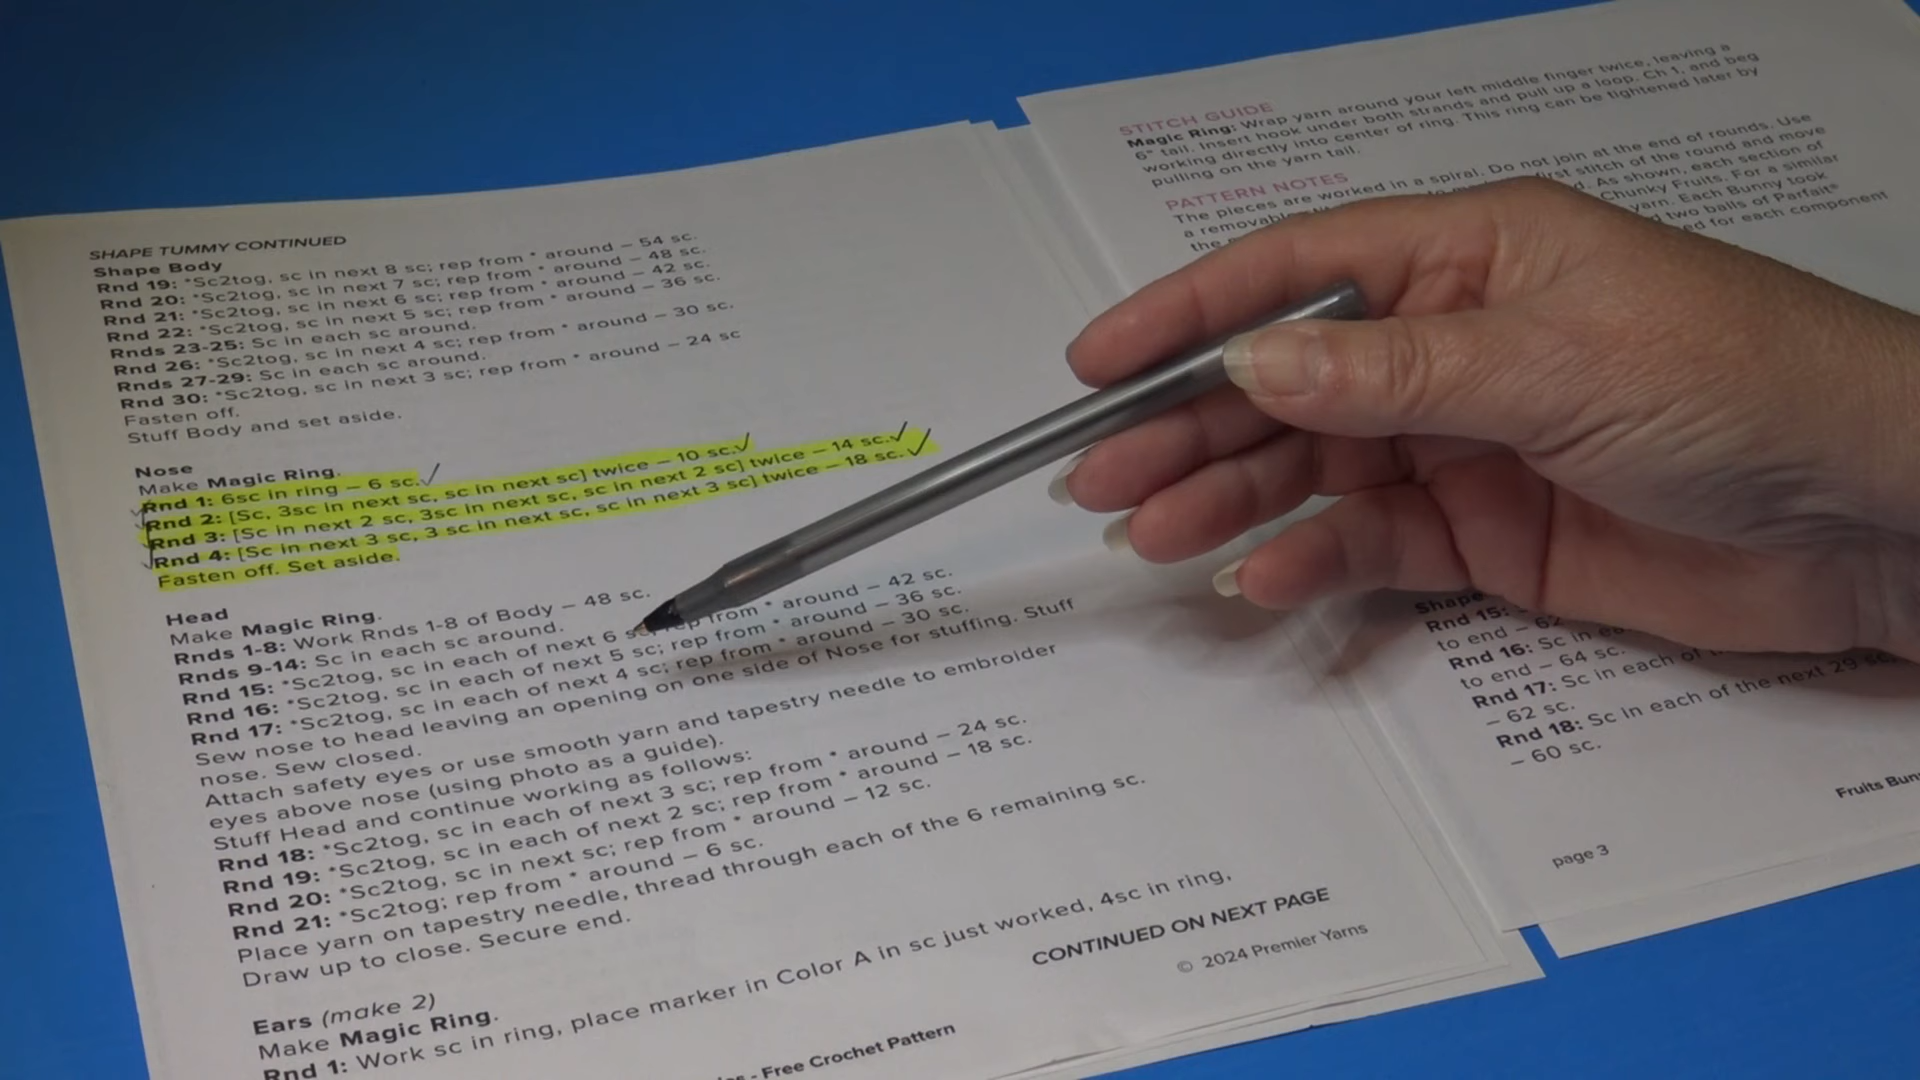 SHAPE TUMMY CONTINUED
Shape Body
Rnd 19: *Sc2tog, sc in next 8 sc; rep from * around – 54 sc.
Rnd 20: *Sc2tog, sc in next 7 sc; rep from * around – 48 sc.
Rnd 21: *Sc2tog, sc in next 6 sc; rep from * around – 42 sc.
Rnd 22: *Sc2tog, sc in next 5 sc; rep from * around – 36 sc.
Rnds 23-25: Sc in each sc around.
Rnd 26: *Sc2tog, sc in next 4 sc; rep from * around – 30 sc.
Rnds 27-29: Sc in each sc around.
Rnd 30: *Sc2tog, sc in next 3 sc; rep from * around – 24 sc
Fasten off.
Stuff Body and set aside.
Nose
Make Magic Ring.
Rnd 1: 6sc in ring – 6 sc.
Rnd 2: [Sc, 3sc in next sc, sc in next sc] twice – 10 sc.
Rnd 3: [Sc in next 2 sc, 3sc in next sc, sc in next 2 sc] twice – 14 sc.
Rnd 4: [Sc in next 3 sc, 3 sc in next sc, sc in next 3 sc] twice – 18 sc.
Fasten off. Set aside.
Head
Make Magic Ring.
Rnds 1-8: Work Rnds 1-8 of Body – 48 sc.
Rnds 9-14: Sc in each sc around.
Rnd 15: *Sc2tog, sc in each of next 6 from * around – 42 sc.
Rnd 16: *Sc2tog, sc in each of next 5 sc; rep from * around – 36 sc.
Rnd 17: *Sc2tog, sc in each of next 4 sc; rep from * around – 30 sc.
Sew nose to head leaving an opening on one side of Nose for stuffing. Stuff
nose. Sew closed.
Attach safety eyes or use smooth yarn and tapestry needle to embroider
eyes above nose (using photo as a guide).
Stuff Head and continue working as follows:
Rnd 18: *Sc2tog, sc in each of next 3 sc; rep from * around – 24 sc.
Rnd 19: *Sc2tog, sc in each of next 2 sc; rep from * around – 18 sc.
Rnd 20: *Sc2tog, sc in next sc; rep from * around – 12 sc.
Rnd 21: *Sc2tog; rep from * around – 6 sc.
Place yarn on tapestry needle, thread through each of the 6 remaining sc.
Draw up to close. Secure end.
Ears (make 2)
Make Magic Ring.
Rnd 1: Work sc in ring, place marker in Color A in sc just worked, 4sc in ring,
CONTINUED ON NEXT PAGE
© 2024 Premier Yarns
- Free Crochet Pattern
STITCH GUIDE
Magic Ring: Wrap yarn around your left middle finger twice, leaving a
6" tail. Insert hook under both strands and pull up a loop. Ch 1, and beg
working directly into center of ring. This ring can be tightened later by
pulling on the yarn tail.
PATTERN NOTES
The pieces are worked in a spiral. Do not join at the end of rounds. Use
a first stitch of the round and move
the As shown, each section of
Chunky Fruits. For a similar
yarn. Each Bunny took
two balls of Parfait®
for each component
Shape
Rnd 15:
to end – 62
Rnd 16: Sc in
to end – 64 sc.
Rnd 17: Sc in each of
– 62 sc.
Rnd 18: Sc in each of the next 29 sc,
– 60 sc.
Fruits
page 3